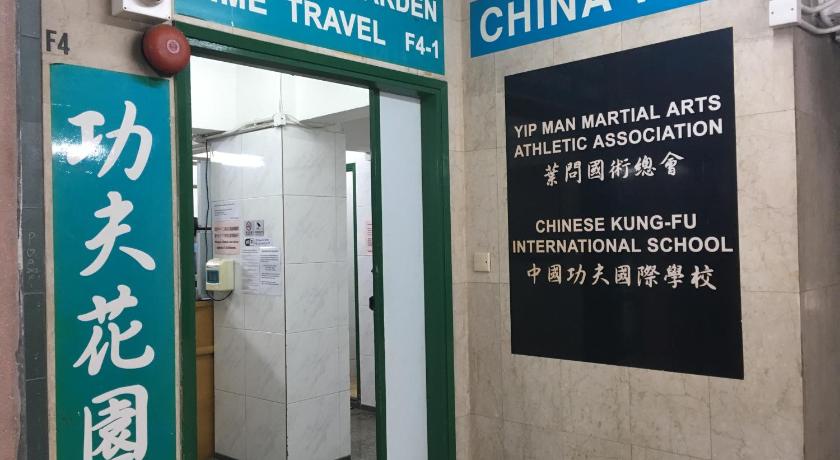 F4
功夫花園
TRAVEL F4-1
CHINA
YIP MAN MARTIAL ARTS
ATHLETIC ASSOCIATION
葉問國術總會
CHINESE KUNG-FU
INTERNATIONAL SCHOOL
中國功夫國際學校